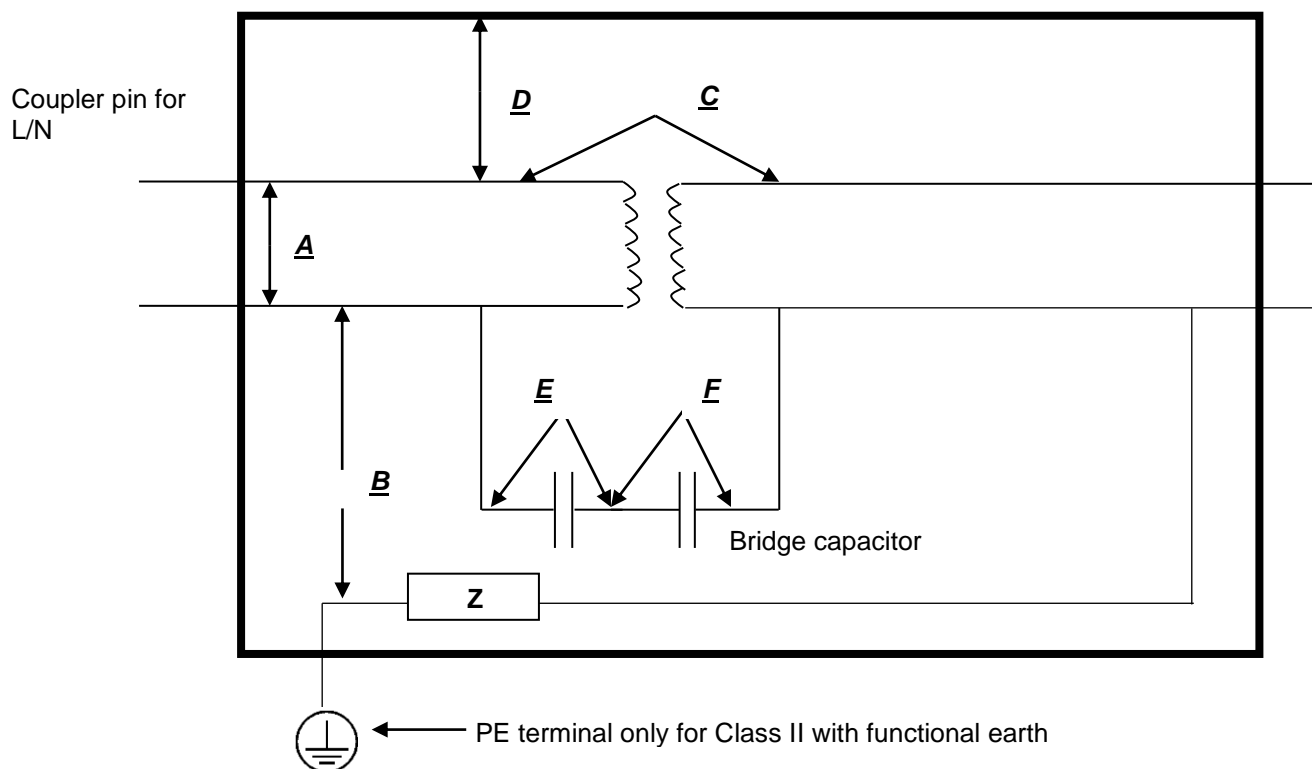 Coupler pin for
L/N
D
C
A
E
F
B
Bridge capacitor
Z
PE terminal only for Class II with functional earth